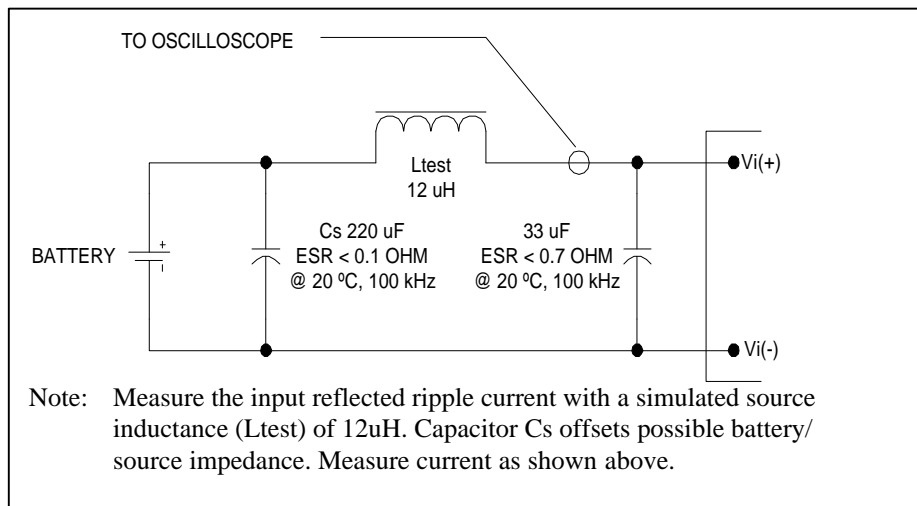 TO OSCILLOSCOPE
Ltest
12 uH
Vi(+)
BATTERY
+
Cs 220 uF
ESR < 0.1 OHM
@ 20 ºC, 100 kHz
33 uF
ESR < 0.7 OHM
@ 20 ºC, 100 kHz
Vi(-)
Note: Measure the input reflected ripple current with a simulated source
inductance (Ltest) of 12uH. Capacitor Cs offsets possible battery/
source impedance. Measure current as shown above.